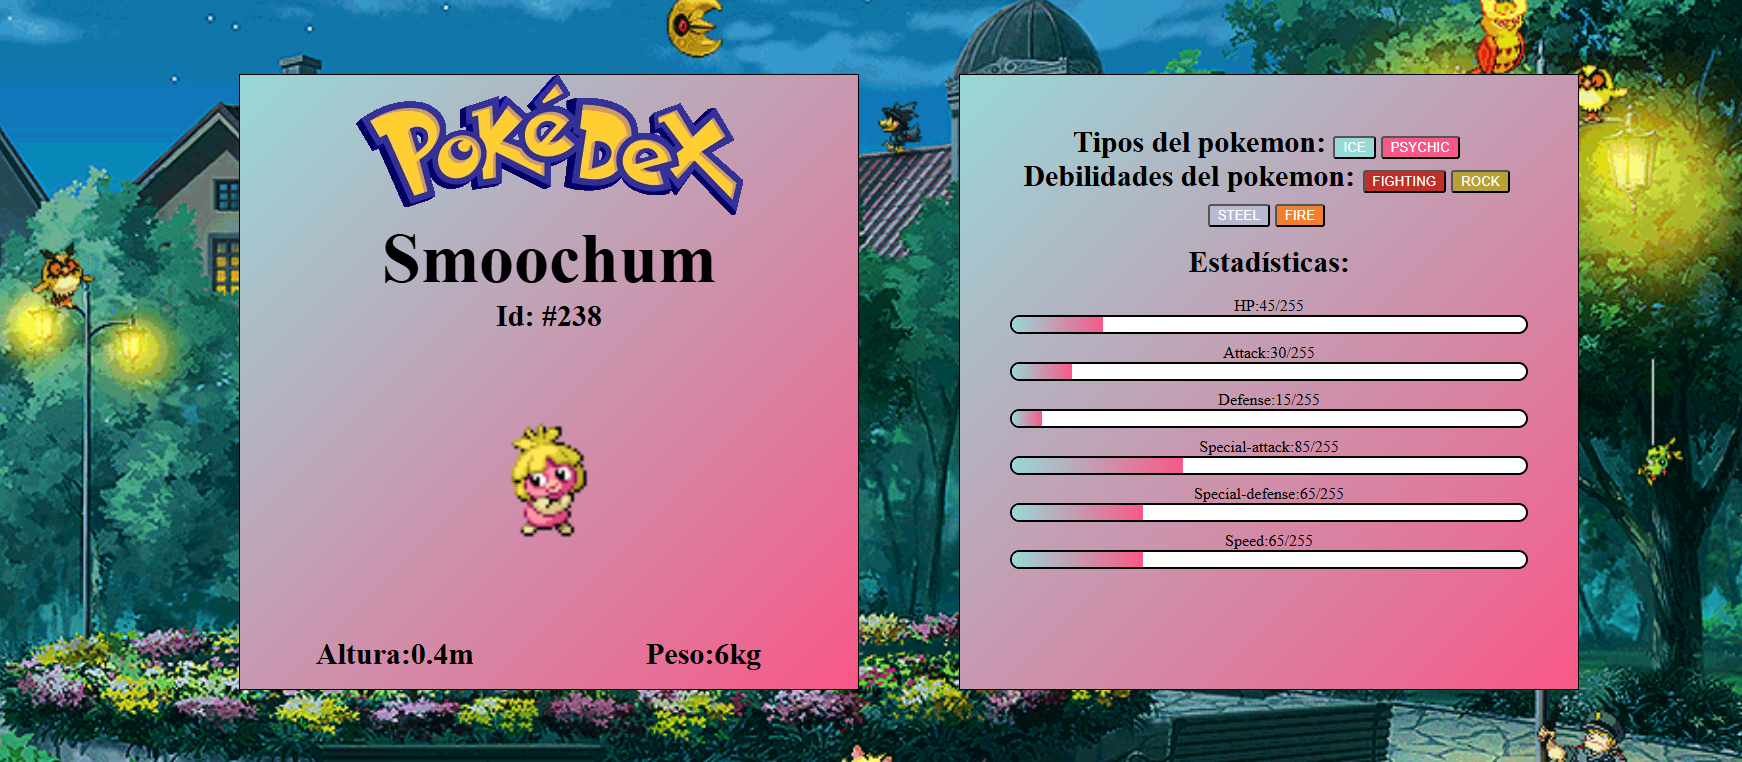 PokéDex
Smoochum
Id: #238
Altura:0.4m
Peso:6kg
Tipos del pokemon: ICE PSYCHIC
Debilidades del pokemon: FIGHTING ROCK
STEEL FIRE
Estadísticas:
HP:45/255
Attack:30/255
Defense:15/255
Special-attack:85/255
Special-defense:65/255
Speed:65/255